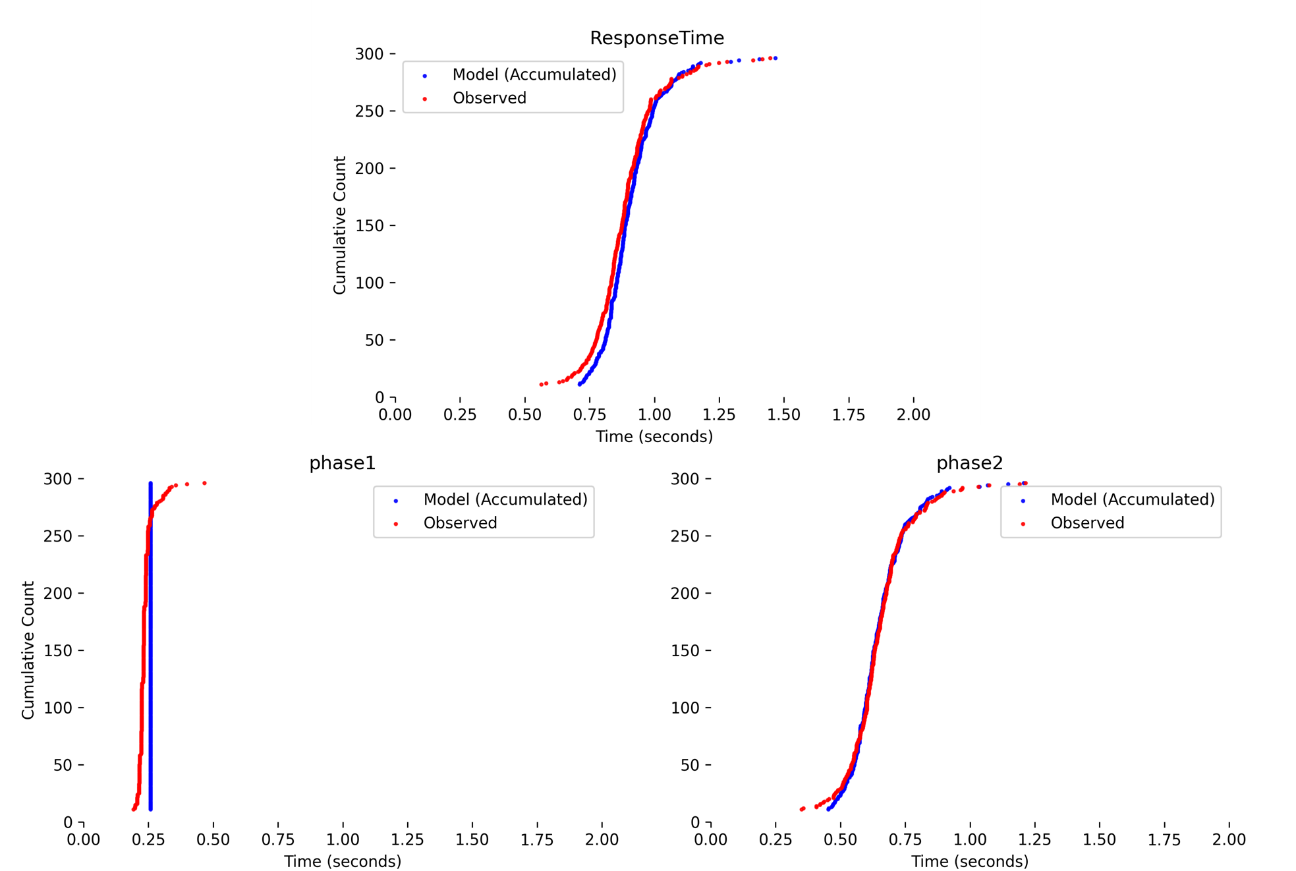 ResponseTime
300
250
200
150
100
50
0
Cumulative Count
Model (Accumulated)
Observed
0.00 0.25 0.50 0.75 1.00 1.25 1.50 1.75 2.00
Time (seconds)
phase1
300
250
200
150
100
50
0
Cumulative Count
Model (Accumulated)
Observed
0.00 0.25 0.50 0.75 1.00 1.25 1.50 1.75 2.00
Time (seconds)
phase2
300
250
200
150
100
50
0
Model (Accumulated)
Observed
0.00 0.25 0.50 0.75 1.00 1.25 1.50 1.75 2.00
Time (seconds)